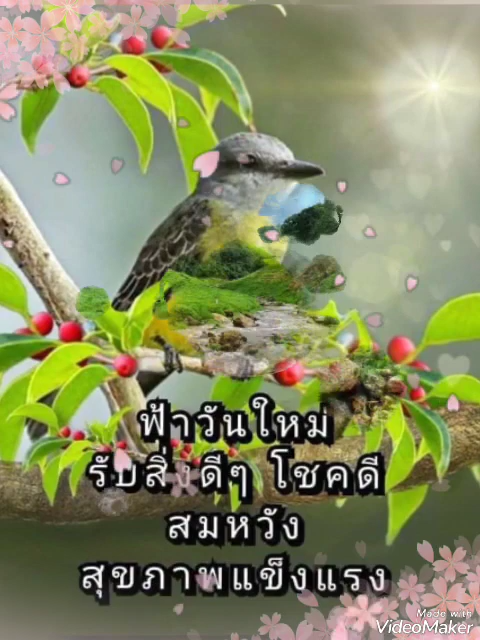 ฟ้าวันใหม่
รับสิ่งดีๆ โชคดี
สมหวัง
สุขภาพแข็งแรง
Made with
VideoMaker